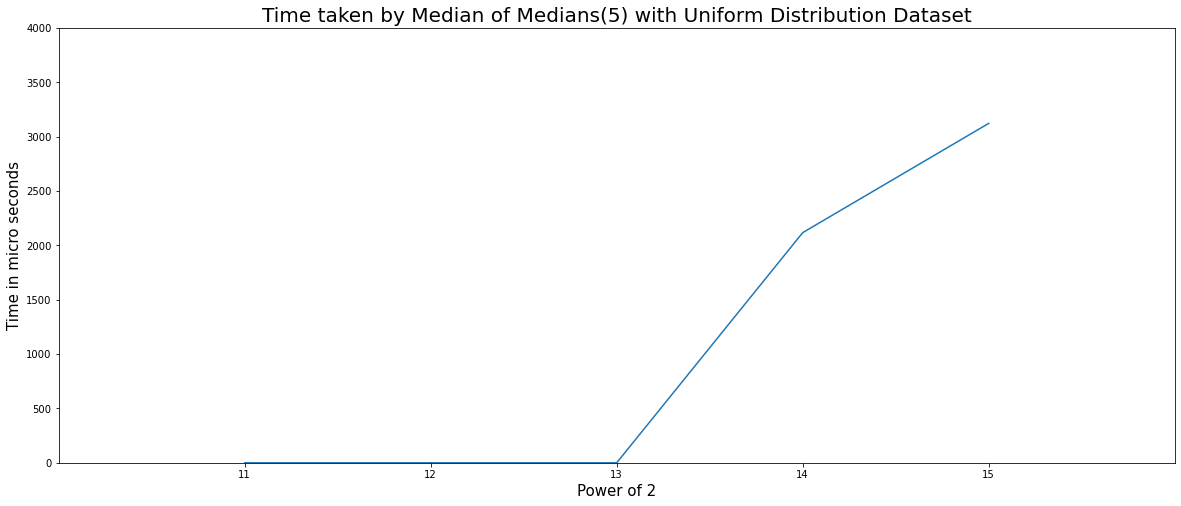 Time taken by Median of Medians(5) with Uniform Distribution Dataset
4000
3500
3000
2500
2000
1500
1000
500
0
Time in micro seconds
11 12 13 14 15
Power of 2